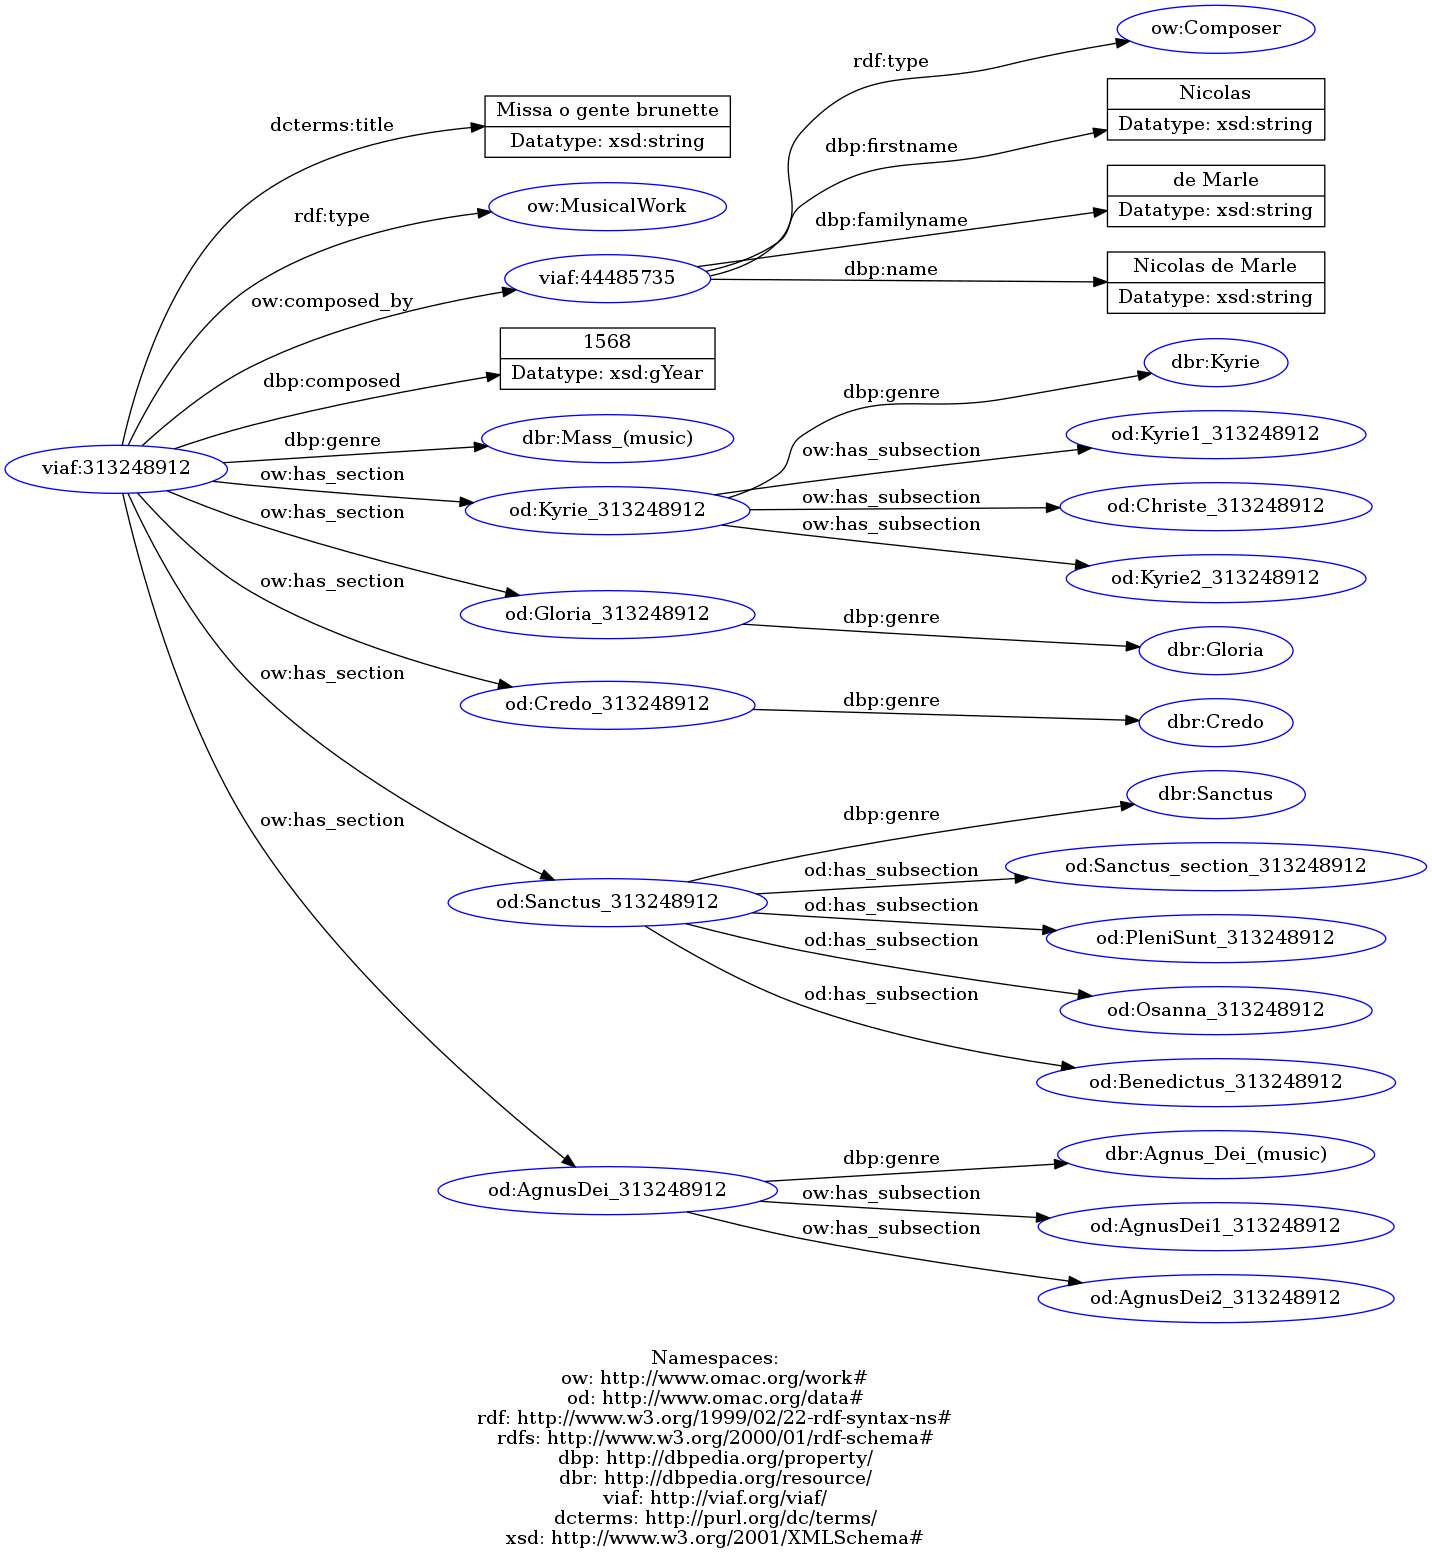 ow:Composer
rdf:type
Nicolas
Datatype: xsd:string
dcterms:title
Missa o gente brunette
Datatype: xsd:string
dbp:firstname
de Marle
Datatype: xsd:string
rdf:type
ow:MusicalWork
dbp:familyname
ow:composed_by
viaf:44485735
dbp:name
Nicolas de Marle
Datatype: xsd:string
dbp:composed
1568
Datatype: xsd:gYear
dbr:Kyrie
dbp:genre
dbp:genre
dbr:Mass_(music)
od:Kyrie1_313248912
ow:has_subsection
viaf:313248912
ow:has_section
od:Kyrie_313248912
ow:has_subsection
od:Christe_313248912
ow:has_section
ow:has_subsection
od:Kyrie2_313248912
ow:has_section
od:Gloria_313248912
dbp:genre
dbr:Gloria
ow:has_section
od:Credo_313248912
dbp:genre
dbr:Credo
dbr:Sanctus
dbp:genre
ow:has_section
od:has_subsection
od:Sanctus_section_313248912
od:Sanctus_313248912
od:has_subsection
od:PleniSunt_313248912
od:has_subsection
od:Osanna_313248912
od:has_subsection
od:Benedictus_313248912
dbp:genre
dbr:Agnus_Dei_(music)
od:AgnusDei_313248912
ow:has_subsection
od:AgnusDei1_313248912
ow:has_subsection
od:AgnusDei2_313248912
Namespaces:
ow: http://www.omac.org/work#
od: http://www.omac.org/data#
rdf: http://www.w3.org/1999/02/22-rdf-syntax-ns#
rdfs: http://www.w3.org/2000/01/rdf-schema#
dbp: http://dbpedia.org/property/
dbr: http://dbpedia.org/resource/
viaf: http://viaf.org/viaf/
dcterms: http://purl.org/dc/terms/
xsd: http://www.w3.org/2001/XMLSchema#